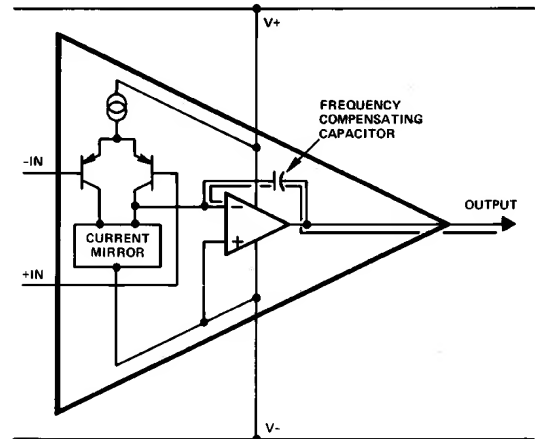 V+
FREQUENCY
COMPENSATING
CAPACITOR
-IN
OUTPUT
CURRENT
MIRROR
+IN
V-